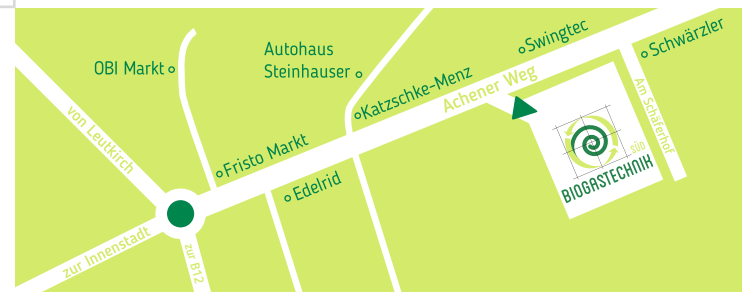 Swingtec
Schwärzler
Autohaus
Steinhauser
OBI Markt
Katzschke-Menz
Achener Weg
Am Schäferhof
von Leutkirch
Fristo Markt
Edelrid
SÜD
BIOGASTECHNIK
zur Innenstadt
zur B12